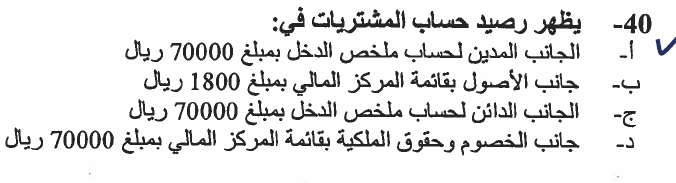 40- يظهر رصيد حساب المشتريات في:
أ- الجانب المدين لحساب ملخص الدخل بمبلغ 70000 ريال
ب- جانب الأصول بقائمة المركز المالي بمبلغ 1800 ريال
ج- الجانب الدائن لحساب ملخص الدخل بمبلغ 70000 ريال
د- جانب الخصوم وحقوق الملكية بقائمة المركز المالي بمبلغ 70000 ريال